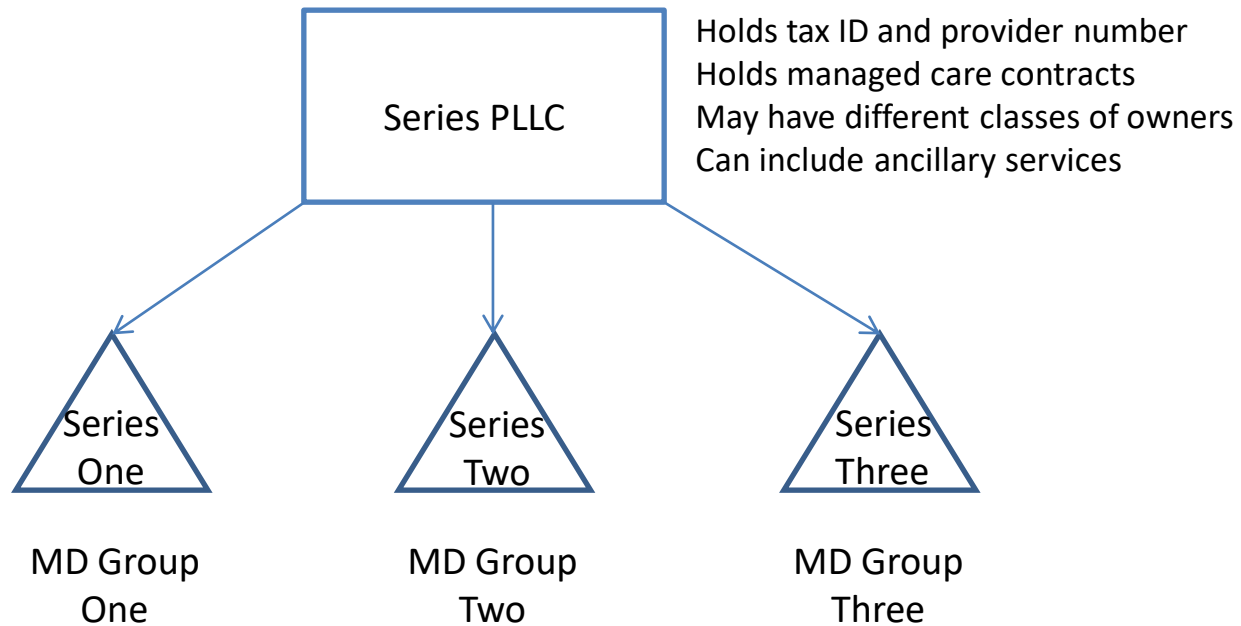 Holds tax ID and provider number
Holds managed care contracts
Series PLLC
May have different classes of owners
Can include ancillary services
Series
One
Series
Two
Series
Three
MD Group
One
MD Group
Two
MD Group
Three